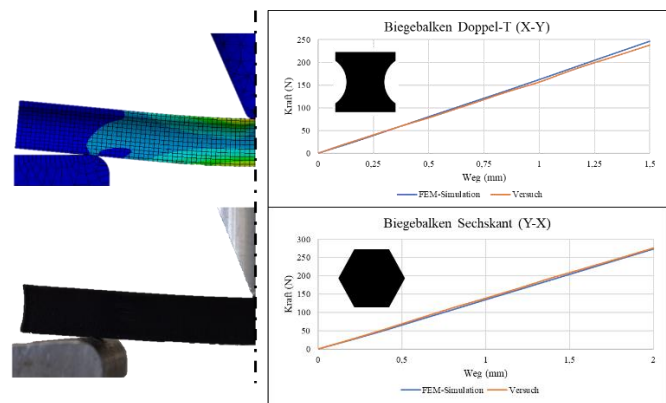 Biegebalken Doppel-T (X-Y)
250
200
150
100
50
0
Kraft (N)
0
0,25
0,5
0,75
1
1,25
1,5
Weg (mm)
FEM-Simulation
Versuch
Biegebalken Sechskant (Y-X)
300
250
200
150
100
50
0
Kraft (N)
0
0,5
1
1,5
2
Weg (mm)
FEM-Simulation
Versuch